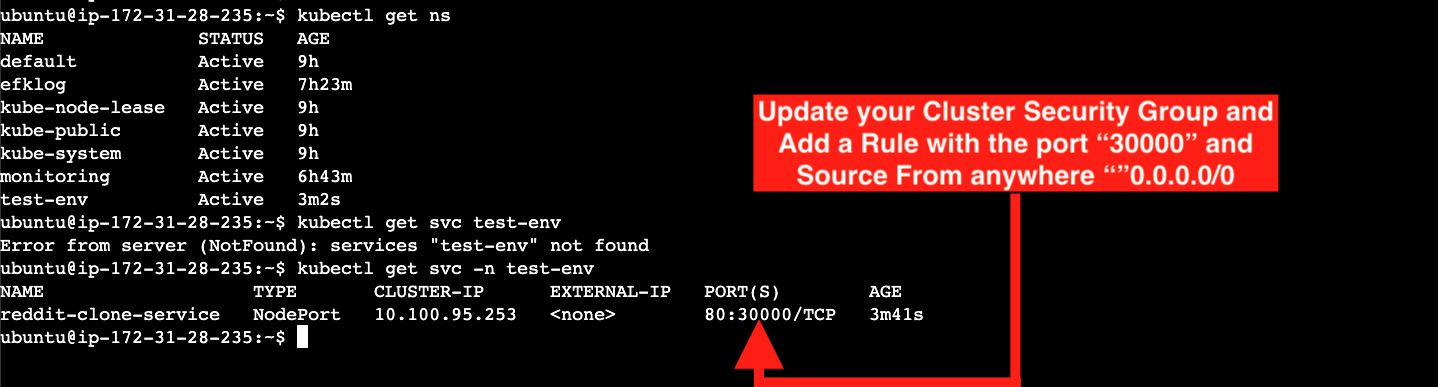 ubuntu@ip-172-31-28-235:~$ kubectl get ns
NAME STATUS AGE
default Active 9h
efklog Active 7h23m
kube-node-lease Active 9h
kube-public Active 9h
kube-system Active 9h
monitoring Active 6h43m
test-env Active 3m2s
ubuntu@ip-172-31-28-235:~$ kubectl get svc test-env
Error from server (NotFound): services "test-env" not found
ubuntu@ip-172-31-28-235:~$ kubectl get svc -n test-env
NAME TYPE CLUSTER-IP EXTERNAL-IP PORT(S) AGE
reddit-clone-service NodePort 10.100.95.253 <none> 80:30000/TCP 3m41s
ubuntu@ip-172-31-28-235:~$
Update your Cluster Security Group and
Add a Rule with the port “30000” and
Source From anywhere “”0.0.0.0/0